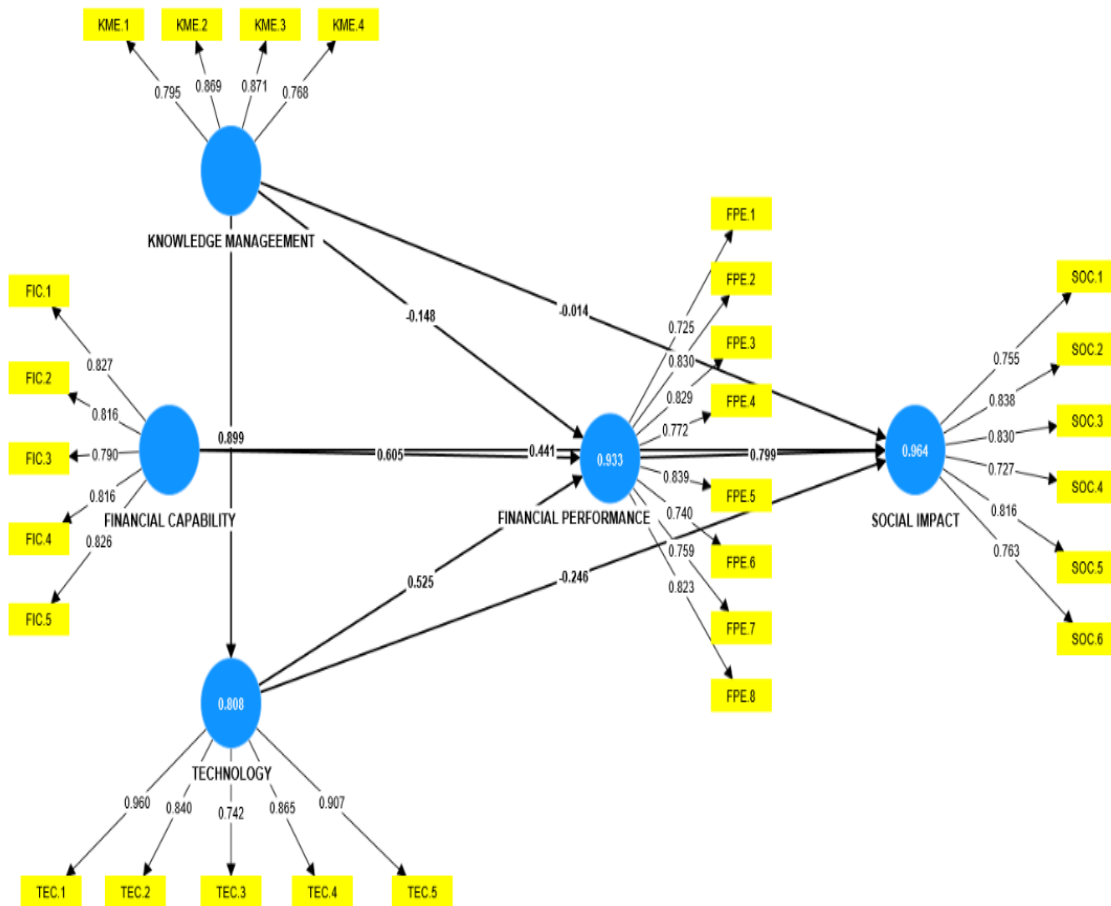 KME.1 KME.2 KME.3 KME.4
0.795 0.869 0.871 0.768
KNOWLEDGE MANAGEEMENT
FIC.1
FIC.2
FIC.3
FIC.4
FIC.5
0.827
0.816
0.790
0.816
0.826
FINANCIAL CAPABILITY
0.899
-0.148
-0.014
0.605
0.441
0.799
0.525
-0.246
FPE.1
FPE.2
FPE.3
FPE.4
FPE.5
FPE.6
FPE.7
FPE.8
0.725
0.830
0.829
0.772
0.839
0.740
0.759
0.823
0.933
FINANCIAL PERFORMANCE
0.964
SOCIAL IMPACT
SOC.1
SOC.2
SOC.3
SOC.4
SOC.5
SOC.6
0.755
0.838
0.830
0.727
0.816
0.763
0.808
TECHNOLOGY
0.960 0.840 0.742 0.865 0.907
TEC.1 TEC.2 TEC.3 TEC.4 TEC.5